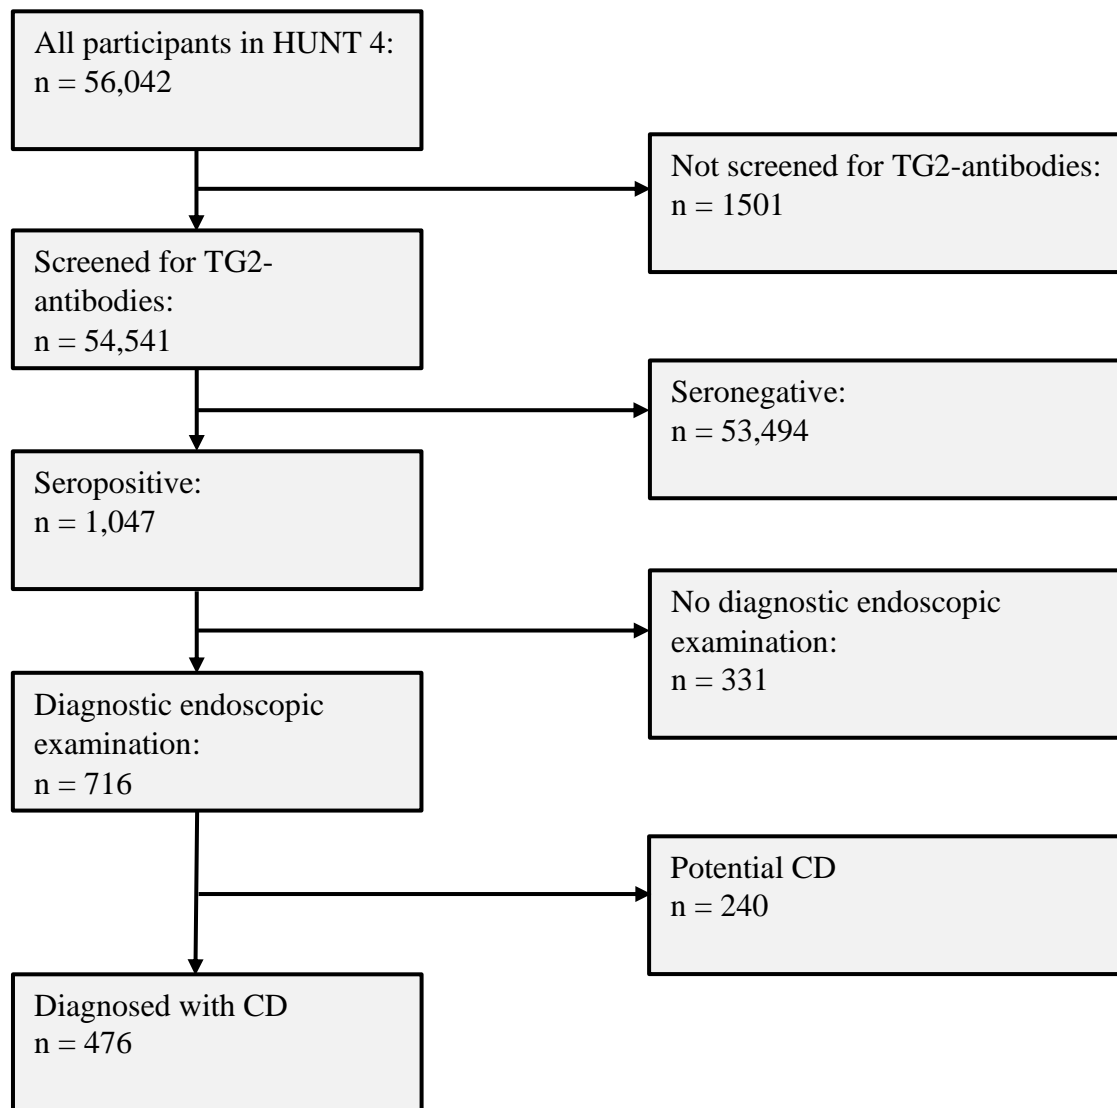 All participants in HUNT 4:
n = 56,042
Not screened for TG2-antibodies:
n = 1501
Screened for TG2-
antibodies:
n = 54,541
Seronegative:
n = 53,494
Seropositive:
n = 1,047
No diagnostic endoscopic
examination:
n = 331
Diagnostic endoscopic
examination:
n = 716
Potential CD
n = 240
Diagnosed with CD
n = 476